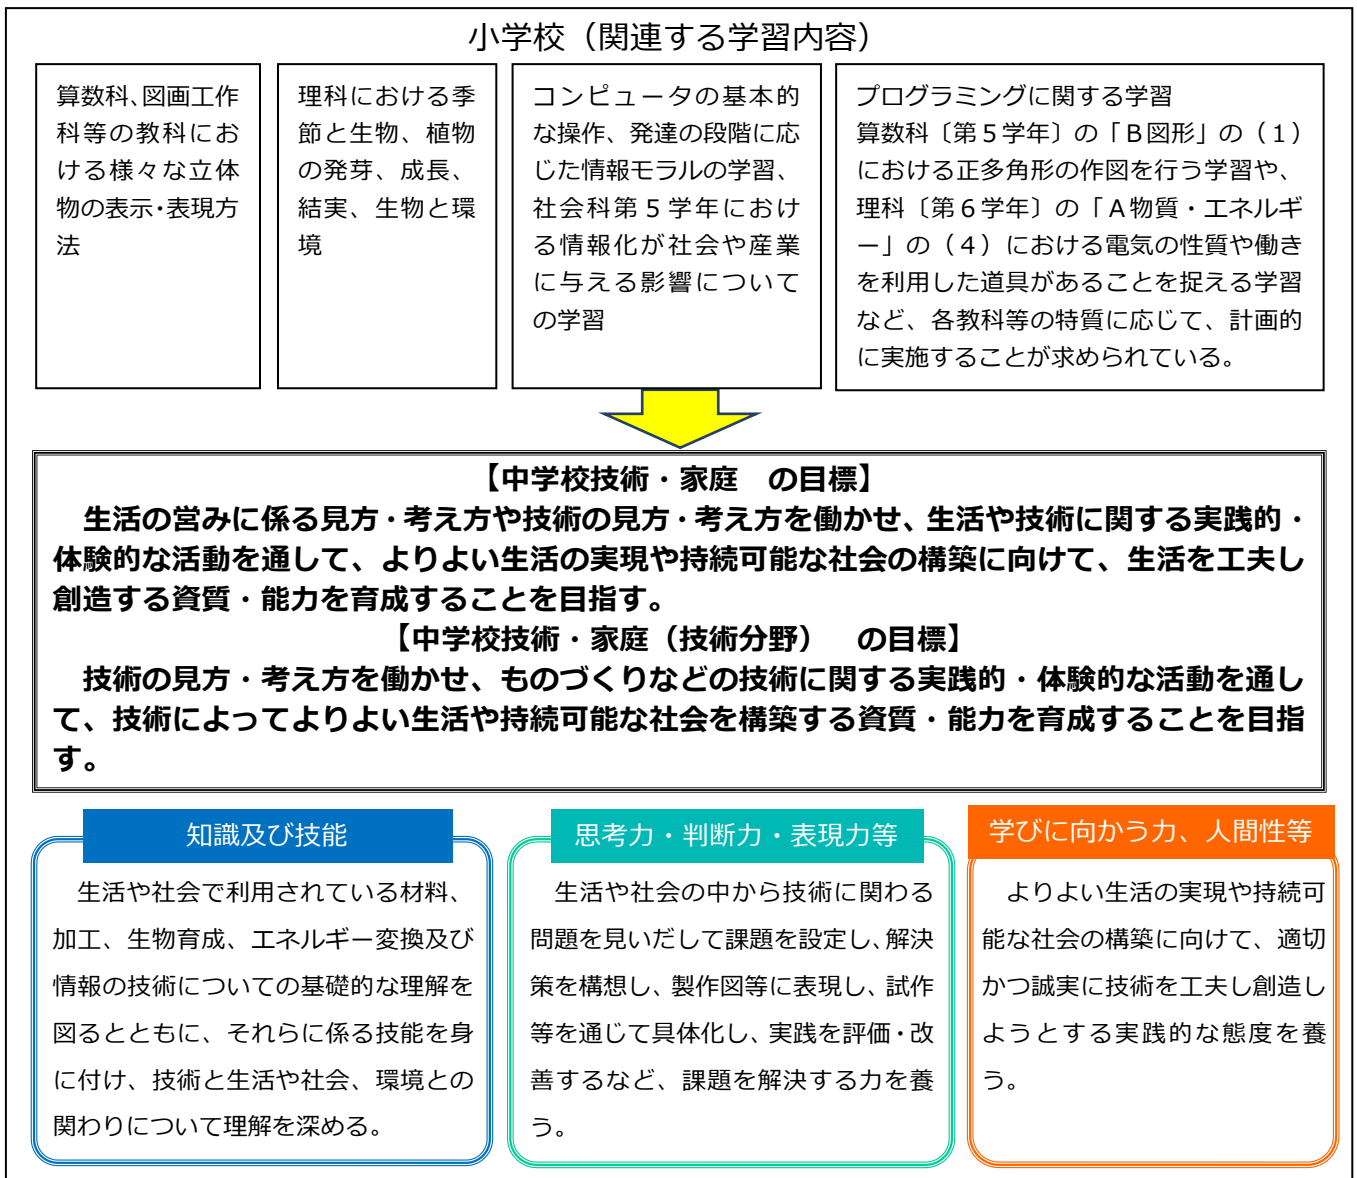 小学校（関連する学習内容）
算数科、図画工作
科等の教科にお
ける様々な立体
物の表示・表現方
法
理科における季
節と生物、植物
の発芽、成長、
結実、生物と環
境
コンピュータの基本的
な操作、発達の段階に応
じた情報モラルの学習、
社会科第５学年におけ
る情報化が社会や産業
に与える影響について
の学習
プログラミングに関する学習
算数科〔第５学年〕の「Ｂ図形」の（１）
における正多角形の作図を行う学習や、
理科〔第６学年〕の「Ａ物質・エネルギ
ー」の（４）における電気の性質や働き
を利用した道具があることを捉える学習
など、各教科等の特質に応じて、計画的
に実施することが求められている。
【中学校技術・家庭　の目標】
生活の営みに係る見方・考え方や技術の見方・考え方を働かせ、生活や技術に関する実践的・
体験的な活動を通して、よりよい生活の実現や持続可能な社会の構築に向けて、生活を工夫し
創造する資質・能力を育成することを目指す。
【中学校技術・家庭（技術分野）　の目標】
技術の見方・考え方を働かせ、ものづくりなどの技術に関する実践的・体験的な活動を通し
て、技術によってよりよい生活や持続可能な社会を構築する資質・能力を育成することを目指
す。
知識及び技能
生活や社会で利用されている材料、
加工、生物育成、エネルギー変換及び
情報の技術についての基礎的な理解を
図るとともに、それらに係る技能を身
に付け、技術と生活や社会、環境との
関わりについて理解を深める。
思考力・判断力・表現力等
生活や社会の中から技術に関わる
問題を見いだして課題を設定し、解決
策を構想し、製作図等に表現し、試作
等を通じて具体化し、実践を評価・改
善するなど、課題を解決する力を養
う。
学びに向かう力、人間性等
よりよい生活の実現や持続可
能な社会の構築に向けて、適切
かつ誠実に技術を工夫し創造し
ようとする実践的な態度を養
う。